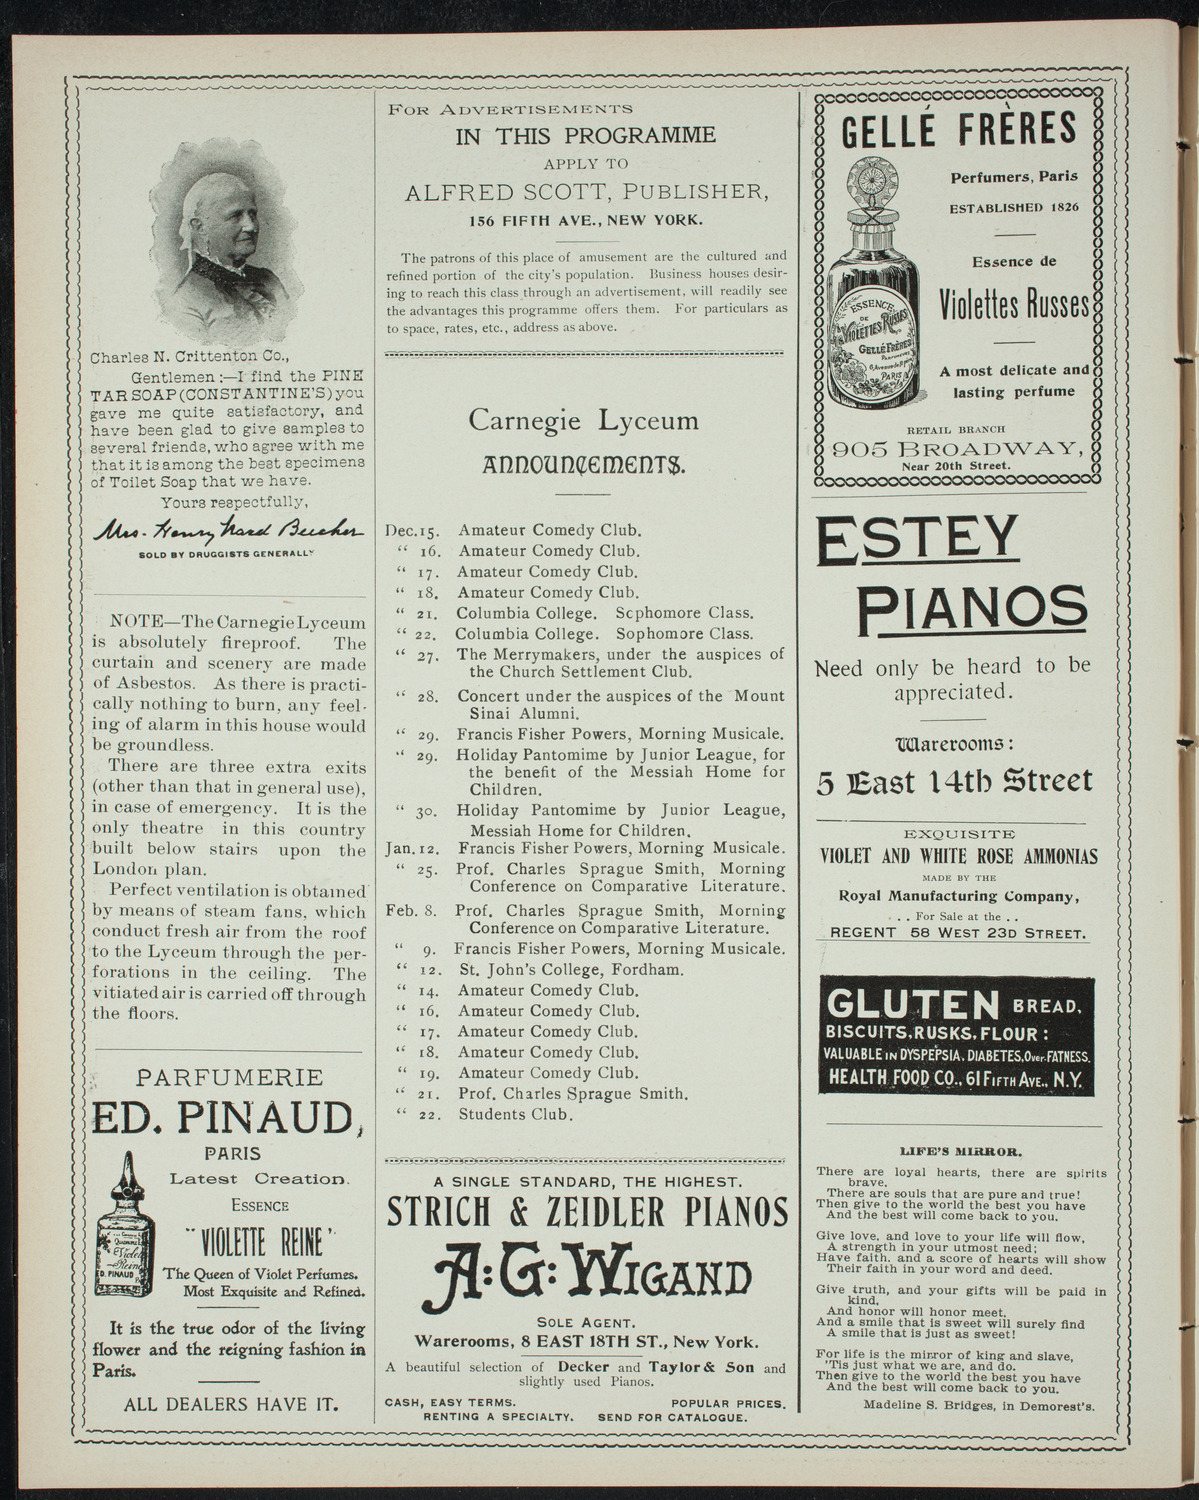 Charles N. Crittenton Co.,
Gentlemen :—I find the PINE
TAR SOAP (CONSTANTINE'S) you
gave me quite satisfactory, and
have been glad to give samples to
several friends, who agree with me
that it is among the best specimens
of Toilet Soap that we have.
Yours respectfully,
Mrs. Henry Ward Beecher
SOLD BY DRUGGISTS GENERALLY
NOTE—The Carnegie Lyceum
is absolutely fireproof. The
curtain and scenery are made
of Asbestos. As there is practi-
cally nothing to burn, any feel-
ing of alarm in this house would
be groundless.
There are three extra exits
(other than that in general use),
in case of emergency. It is the
only theatre in this country
built below stairs upon the
London plan.
Perfect ventilation is obtained
by means of steam fans, which
conduct fresh air from the roof
to the Lyceum through the per-
forations in the ceiling. The
vitiated air is carried off through
the floors.
PARFUMERIE
ED. PINAUD,
PARIS
Latest Creation.
ESSENCE
"VIOLETTE REINE"
The Queen of Violet Perfumes.
Most Exquisite and Refined.
Violette
Reine
ED. PINAUD
It is the true odor of the living
flower and the reigning fashion in
Paris.
ALL DEALERS HAVE IT.
FOR ADVERTISEMENTS
IN THIS PROGRAMME
APPLY TO
ALFRED SCOTT, PUBLISHER,
156 FIFTH AVE., NEW YORK.
The patrons of this place of amusement are the cultured and
refined portion of the city's population. Business houses desir-
ing to reach this class through an advertisement, will readily see
the advantages this programme offers them. For particulars as
to space, rates, etc., address as above.
Carnegie Lyceum
ANNOUNCEMENTS.
Dec. 15. Amateur Comedy Club.
" 16. Amateur Comedy Club.
" 17. Amateur Comedy Club.
" 18. Amateur Comedy Club.
" 21. Columbia College. Scphomore Class.
" 22. Columbia College. Sophomore Class.
" 27. The Merrymakers, under the auspices of
the Church Settlement Club.
" 28. Concert under the auspices of the Mount
Sinai Alumni.
" 29. Francis Fisher Powers, Morning Musicale.
" 29. Holiday Pantomime by Junior League, for
the benefit of the Messiah Home for
Children.
" 30. Holiday Pantomime by Junior League,
Messiah Home for Children.
Jan. 12. Francis Fisher Powers, Morning Musicale.
" 25. Prof. Charles Sprague Smith, Morning
Conference on Comparative Literature.
Feb. 8. Prof. Charles Sprague Smith, Morning
Conference on Comparative Literature.
" 9. Francis Fisher Powers, Morning Musicale.
" 12. St. John's College, Fordham.
" 14. Amateur Comedy Club.
" 16. Amateur Comedy Club.
" 17. Amateur Comedy Club.
" 18. Amateur Comedy Club.
" 19. Amateur Comedy Club.
" 21. Prof. Charles Sprague Smith.
" 22. Students Club.
A SINGLE STANDARD, THE HIGHEST.
STRICH & ZEIDLER PIANOS
A:G:WIGAND
SOLE AGENT.
Warerooms, 8 EAST 18TH ST., New York.
A beautiful selection of Decker and Taylor & Son and
slightly used Pianos.
CASH, EASY TERMS. POPULAR PRICES.
RENTING A SPECIALTY. SEND FOR CATALOGUE.
GELLÉ FRÈRES
Perfumers, Paris
ESTABLISHED 1826
Essence de
Violettes Russes
A most delicate and
lasting perfume
ESSENCE
DE
VIOLETTES RUSSES
GELLÉ FRÈRES
PARIS
RETAIL BRANCH
905 BROADWAY,
Near 20th Street.
ESTEY
PIANOS
Need only be heard to be
appreciated.
Warerooms:
5 East 14th Street
EXQUISITE
VIOLET AND WHITE ROSE AMMONIAS
MADE BY THE
Royal Manufacturing Company,
. . For Sale at the . .
REGENT 58 WEST 23D STREET.
GLUTEN BREAD,
BISCUITS, RUSKS, FLOUR:
VALUABLE IN DYSPEPSIA, DIABETES, OVER-FATNESS.
HEALTH FOOD CO., 61 FIFTH AVE., N.Y.
LIFE'S MIRROR.
There are loyal hearts, there are spirits
brave,
There are souls that are pure and true!
Then give to the world the best you have
And the best will come back to you.
Give love, and love to your life will flow,
A strength in your utmost need;
Have faith, and a score of hearts will show
Their faith in your word and deed.
Give truth, and your gifts will be paid in
kind,
And honor will honor meet,
And a smile that is sweet will surely find
A smile that is just as sweet!
For life is the mirror of king and slave,
'Tis just what we are, and do.
Then give to the world the best you have
And the best will come back to you.
Madeline S. Bridges, in Demorest's.